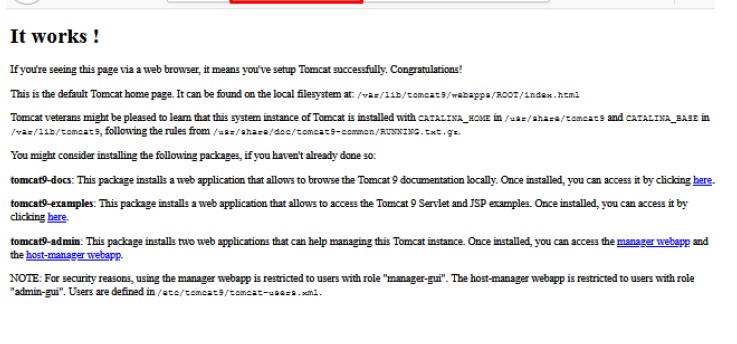 It works !
If you're seeing this page via a web browser, it means you've setup Tomcat successfully. Congratulations!
This is the default Tomcat home page. It can be found on the local filesystem at: /var/lib/tomcat9/webapps/ROOT/index.html
Tomcat veterans might be pleased to learn that this system instance of Tomcat is installed with CATALINA_HOME in /usr/share/tomcat9 and CATALINA_BASE in
/var/lib/tomcat9, following the rules from /usr/share/doc/tomcat9-common/RUNNING.txt.gz.
You might consider installing the following packages, if you haven't already done so:
tomcat9-docs: This package installs a web application that allows to browse the Tomcat 9 documentation locally. Once installed, you can access it by clicking here.
tomcat9-examples: This package installs a web application that allows to access the Tomcat 9 Servlet and JSP examples. Once installed, you can access it by
clicking here.
tomcat9-admin: This package installs two web applications that can help managing this Tomcat instance. Once installed, you can access the manager webapp and
the host-manager webapp.
NOTE: For security reasons, using the manager webapp is restricted to users with role "manager-gui". The host-manager webapp is restricted to users with role
"admin-gui". Users are defined in /etc/tomcat9/tomcat-users.xml.